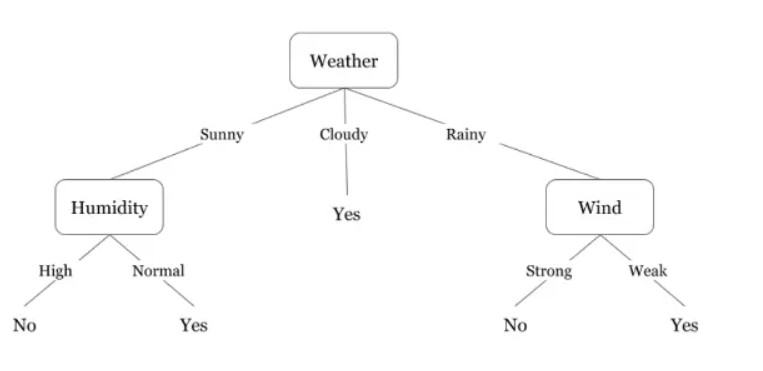 Weather
Sunny Cloudy Rainy
Humidity Yes Wind
High Normal Strong Weak
No Yes No Yes